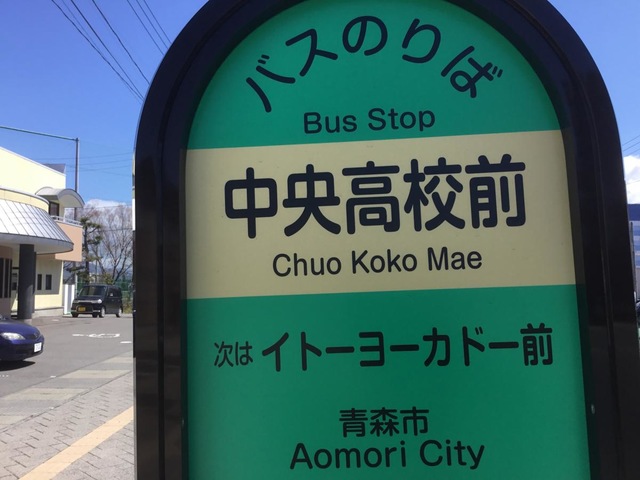 バスのりば
Bus Stop
中央高校前
Chuo Koko Mae
次は イトーヨーカドー前
青森市
Aomori City